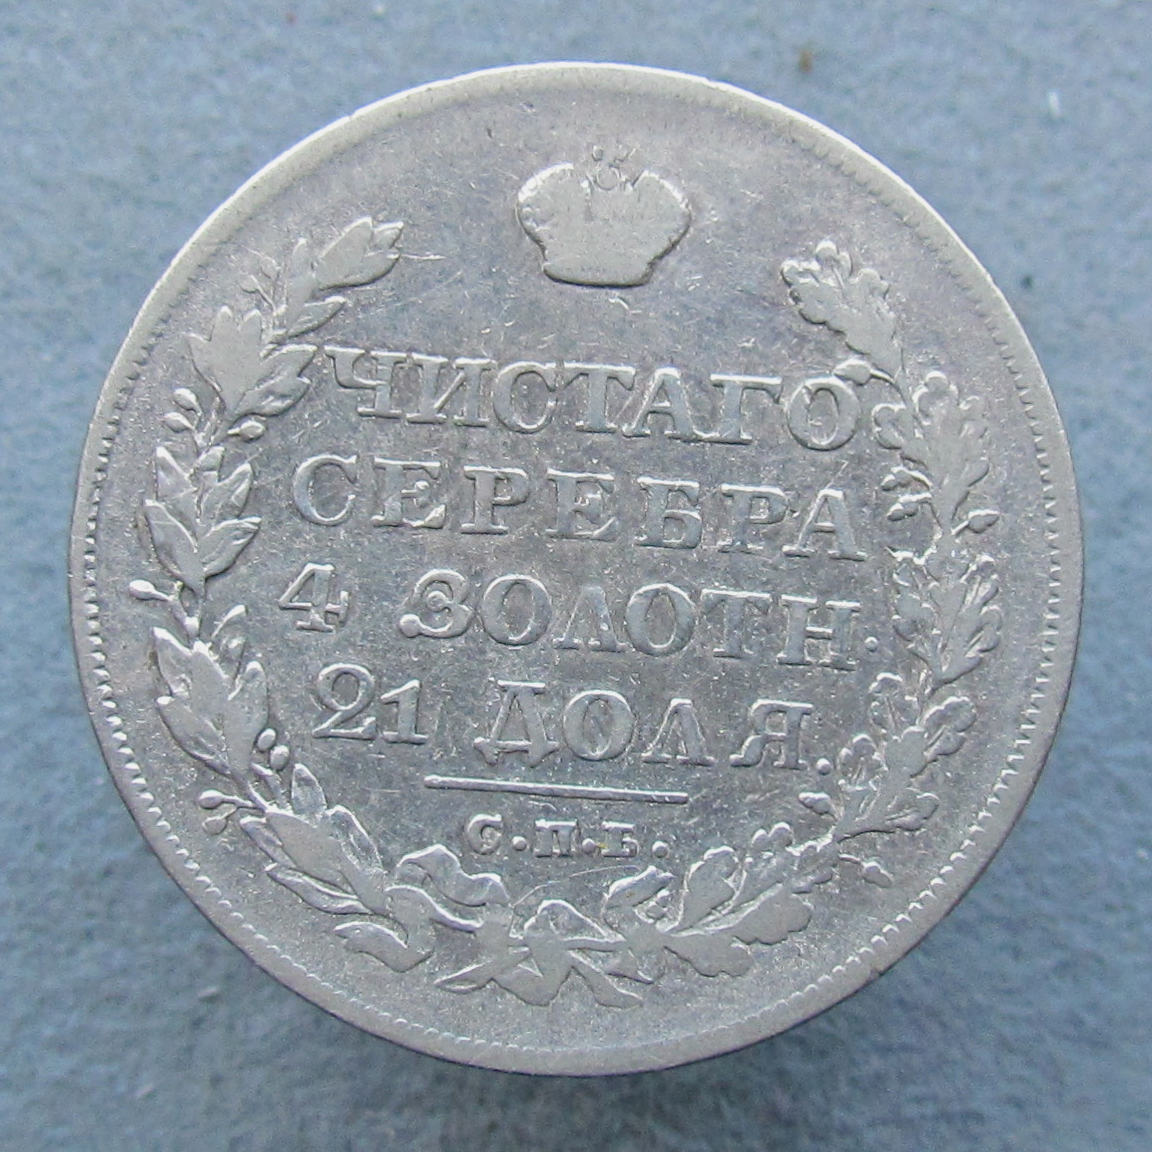 ЧИСТАГО
СЕРЕБРА
4 ЗОЛОТН.
21 ДОЛЯ.
С.П.Б.